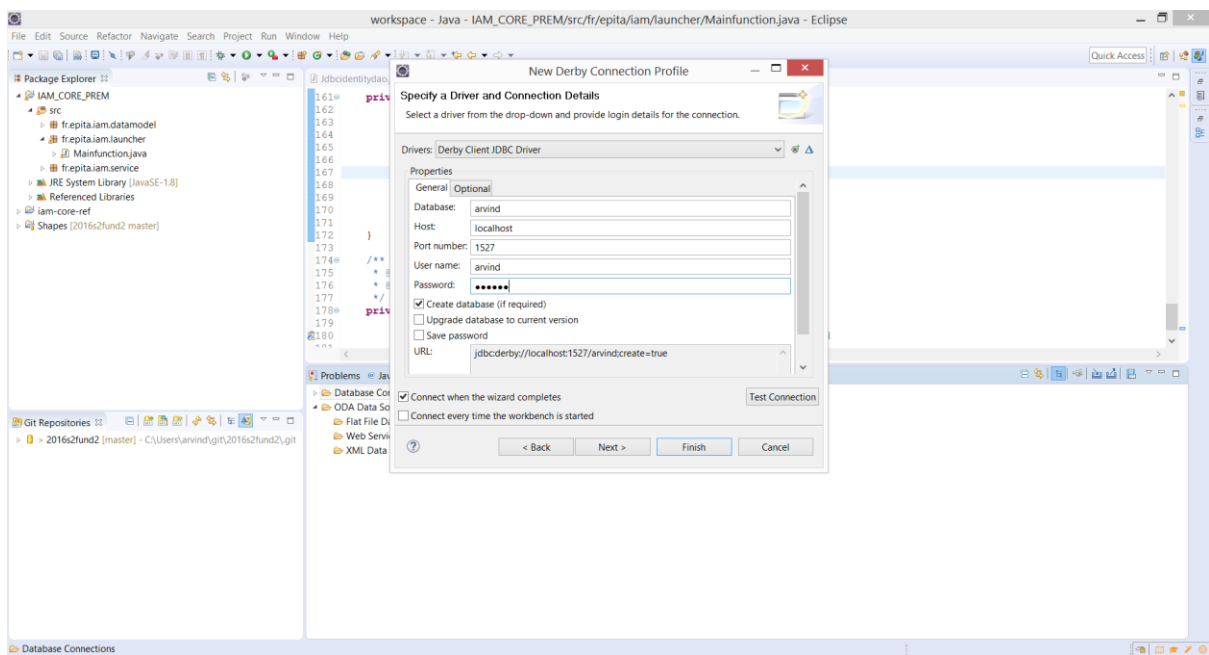 workspace - Java - IAM_CORE_PREM/src/fr/epita/iam/launcher/Mainfunction.java - Eclipse
File Edit Source Refactor Navigate Search Project Run Window Help
Quick Access
Package Explorer
IAM_CORE_PREM
src
fr.epita.iam.datamodel
fr.epita.iam.launcher
Mainfunction.java
fr.epita.iam.service
JRE System Library [JavaSE-1.8]
Referenced Libraries
iam-core-ref
Shapes [2016s2fund2 master]
Git Repositories
> 2016s2fund2 [master] - C:\Users\arvind\git\2016s2fund2\.git
Jdbcidentitydao.
161 priv
162
163
164
165
166
167
168
169
170
171
172 }
173
174 /**
175 *
176 *
177 */
178 priv
179
180
New Derby Connection Profile
Specify a Driver and Connection Details
Select a driver from the drop-down and provide login details for the connection.
Drivers: Derby Client JDBC Driver
Properties
General Optional
Database: arvind
Host: localhost
Port number: 1527
User name: arvind
Password: ●●●●●●
Create database (if required)
Upgrade database to current version
Save password
URL: jdbc:derby://localhost:1527/arvind;create=true
Connect when the wizard completes
Test Connection
Connect every time the workbench is started
< Back Next > Finish Cancel
Problems @ Jav
Database Cor
ODA Data So
Flat File Da
Web Servi
XML Data
Database Connections